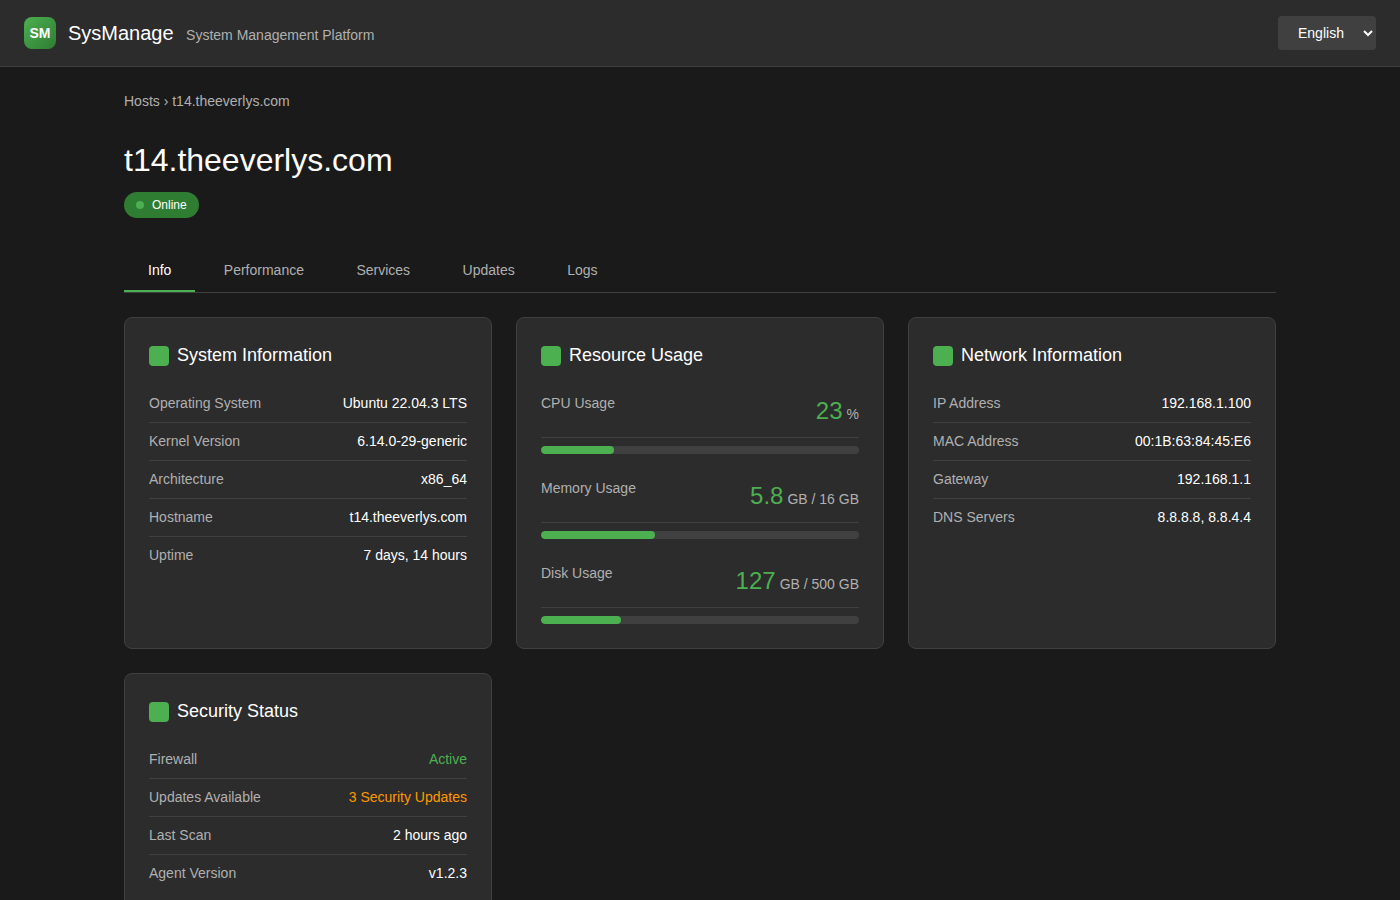 SM SysManage System Management Platform English
Hosts › t14.theeverlys.com
t14.theeverlys.com
Online
Info Performance Services Updates Logs
System Information
Operating System Ubuntu 22.04.3 LTS
Kernel Version 6.14.0-29-generic
Architecture x86_64
Hostname t14.theeverlys.com
Uptime 7 days, 14 hours
Resource Usage
CPU Usage 23 %
Memory Usage 5.8 GB / 16 GB
Disk Usage 127 GB / 500 GB
Network Information
IP Address 192.168.1.100
MAC Address 00:1B:63:84:45:E6
Gateway 192.168.1.1
DNS Servers 8.8.8.8, 8.8.4.4
Security Status
Firewall Active
Updates Available 3 Security Updates
Last Scan 2 hours ago
Agent Version v1.2.3